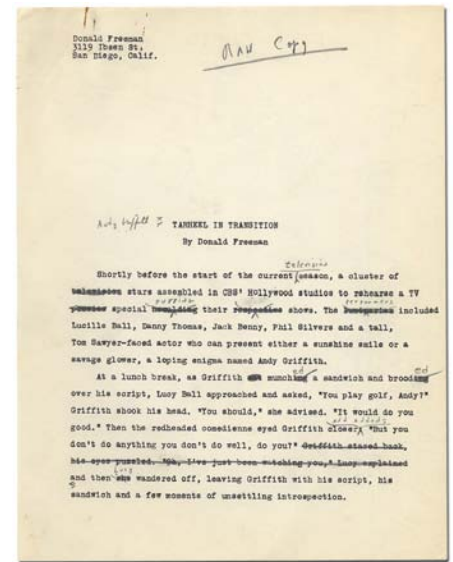 Donald Freeman
3119 Ibsen St.
San Diego, Calif.
Raw Copy
Andy Griffith
TARHEEL IN TRANSITION
By Donald Freeman
television
Shortly before the start of the current season, a cluster of
television stars assembled in CBS' Hollywood studios to rehearse a TV
special their shows. The included
Lucille Ball, Danny Thomas, Jack Benny, Phil Silvers and a tall,
Tom Sawyer-faced actor who can present either a sunshine smile or a
savage glower, a loping enigma named Andy Griffith.
At a lunch break, as Griffith munching a sandwich and brooding
over his script, Lucy Ball approached and asked, "You play golf, Andy?"
Griffith shook his head. "You should," she advised. "It would do you
and added,
good." Then the redheaded comedienne eyed Griffith closer "But you
don't do anything you don't do well, do you?" Griffith stared back,
his eyes puzzled. "Oh, I've just been watching you," Lucy explained
and then she wandered off, leaving Griffith with his script, his
sandwich and a few moments of unsettling introspection.